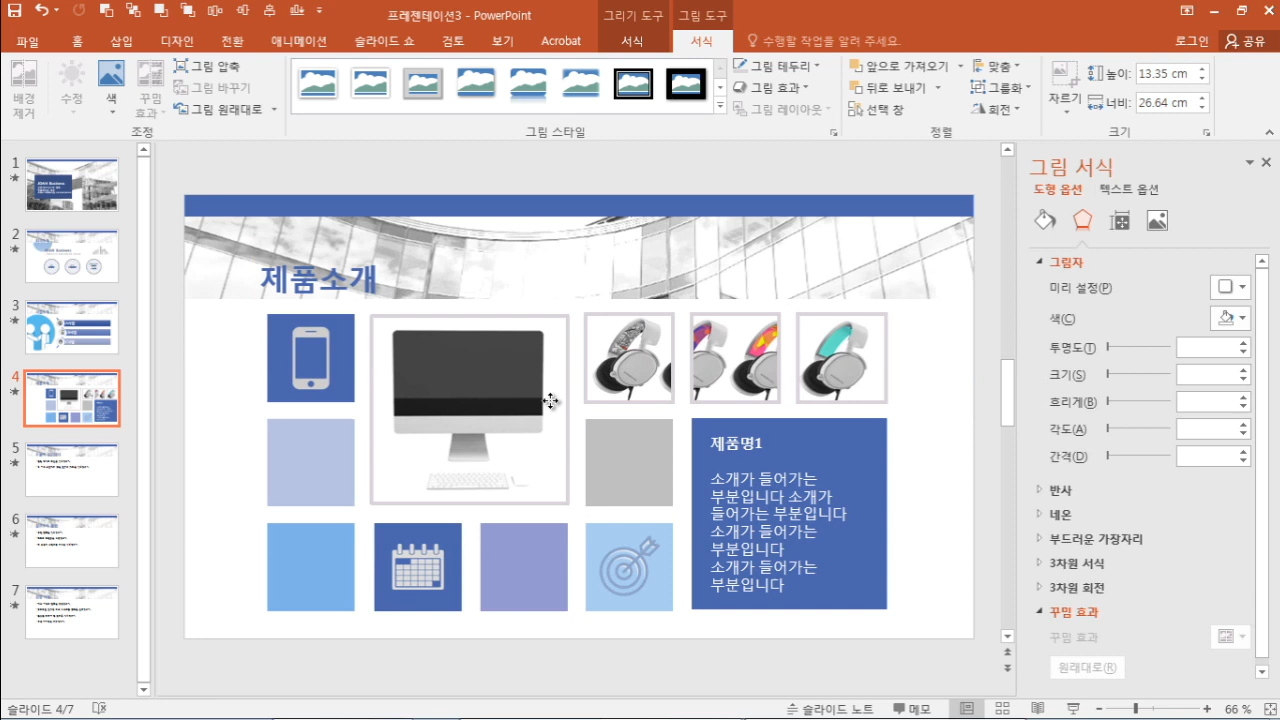 프레젠테이션3 - PowerPoint
그리기 도구
그림 도구
파일
홈
삽입
디자인
전환
애니메이션
슬라이드 쇼
검토
보기
Acrobat
서식
서식
수행할 작업을 알려 주세요.
로그인
공유
배경
제거
수정
색
꾸밈
효과
그림 압축
그림 바꾸기
그림 원래대로
조정
그림 스타일
그림 테두리
그림 효과
그림 레이아웃
앞으로 가져오기
뒤로 보내기
선택 창
맞춤
그룹화
회전
정렬
자르기
높이: 13.35 cm
너비: 26.64 cm
크기
1
2
3
4
5
6
7
제품소개
제품명1
소개가 들어가는
부분입니다 소개가
들어가는 부분입니다
소개가 들어가는
부분입니다
소개가 들어가는
부분입니다
그림 서식
도형 옵션
텍스트 옵션
그림자
미리 설정(P)
색(C)
투명도(T)
크기(S)
흐리게(B)
각도(A)
간격(D)
반사
네온
부드러운 가장자리
3차원 서식
3차원 회전
꾸밈 효과
꾸밈 효과
원래대로(R)
슬라이드 4/7
슬라이드 노트
메모
66 %